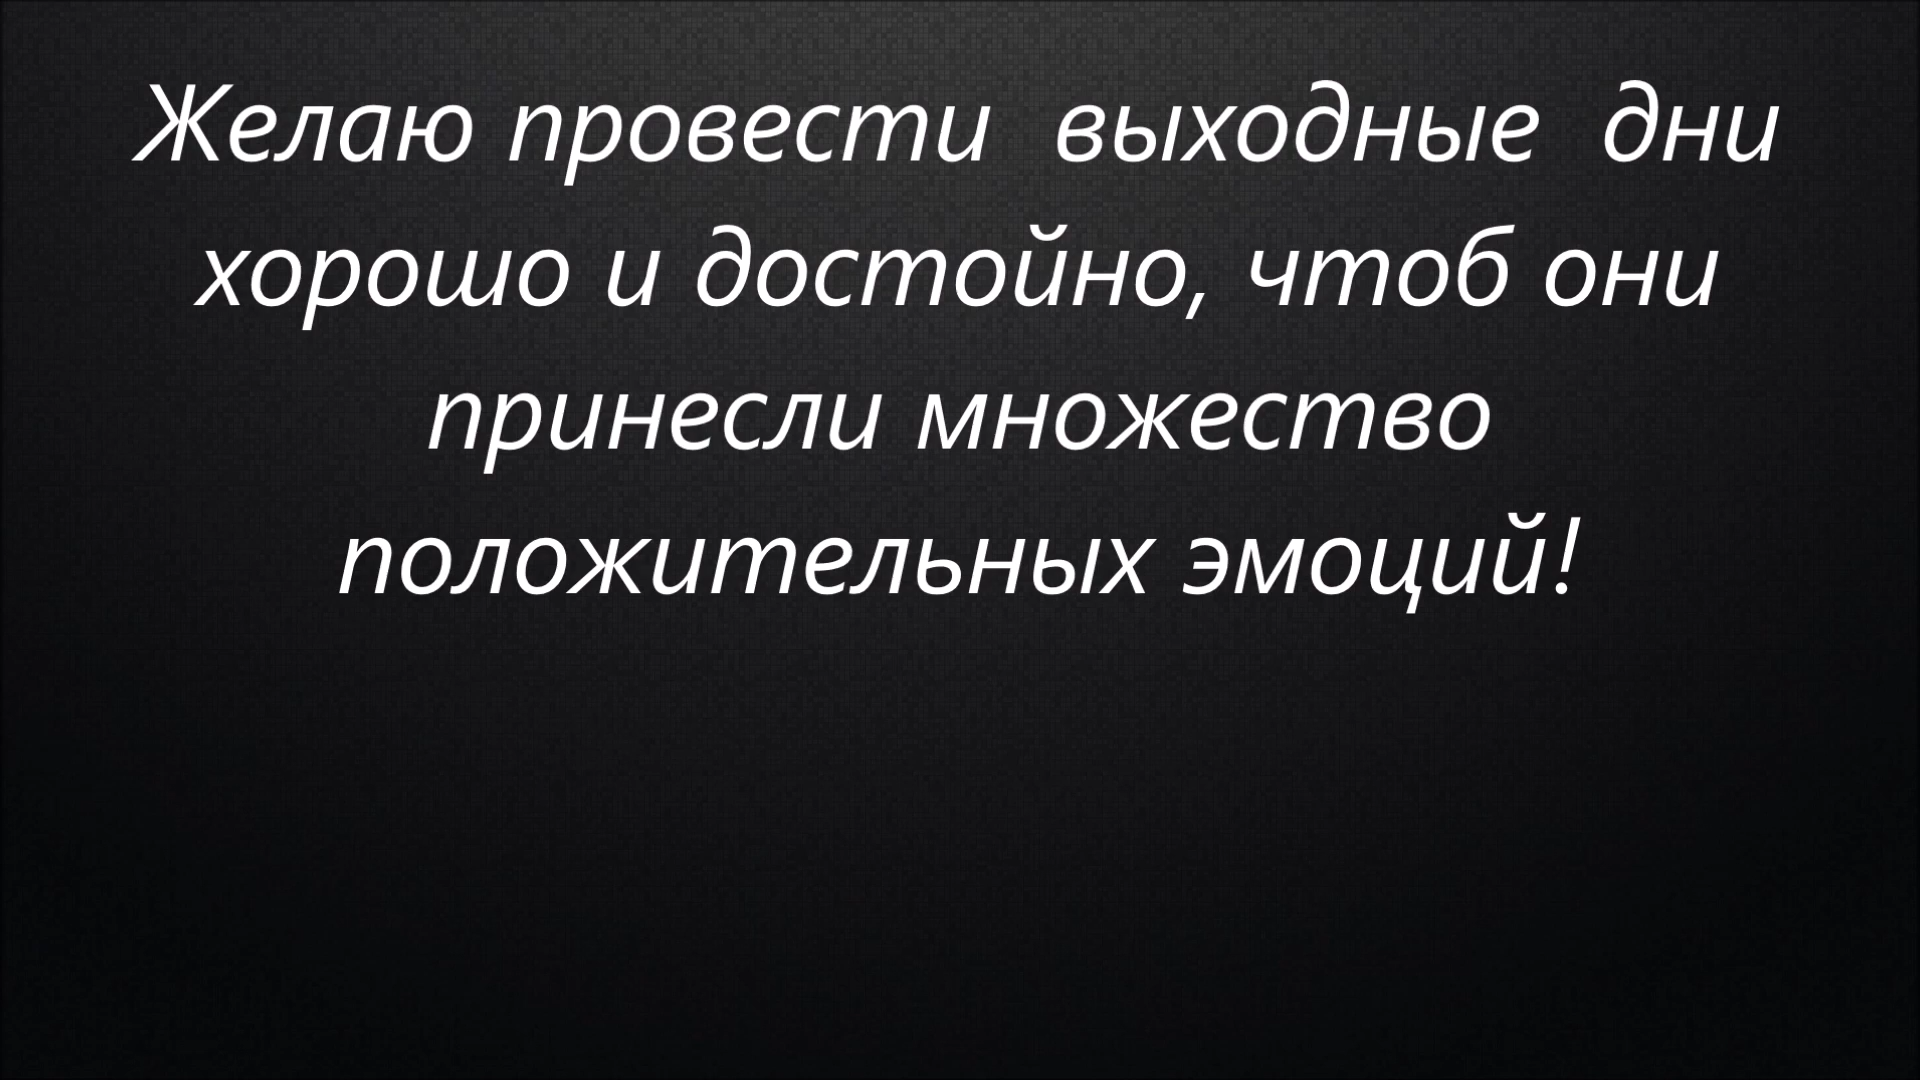 Желаю провести  выходные  дни
хорошо и достойно, чтоб они
принесли множество
положительных эмоций!